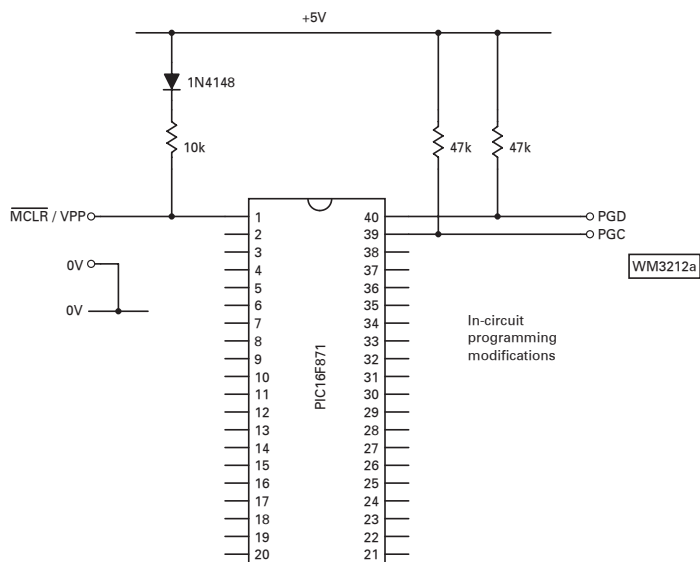 +5V
1N4148
10k
47k
47k
MCLR / VPP
1
40
PGD
2
39
PGC
3
38
0V
4
37
WM3212a
5
36
0V
6
35
7
34
In-circuit
programming
modifications
8
33
9
32
PIC16F871
10
31
11
30
12
29
13
28
14
27
15
26
16
25
17
24
18
23
19
22
20
21